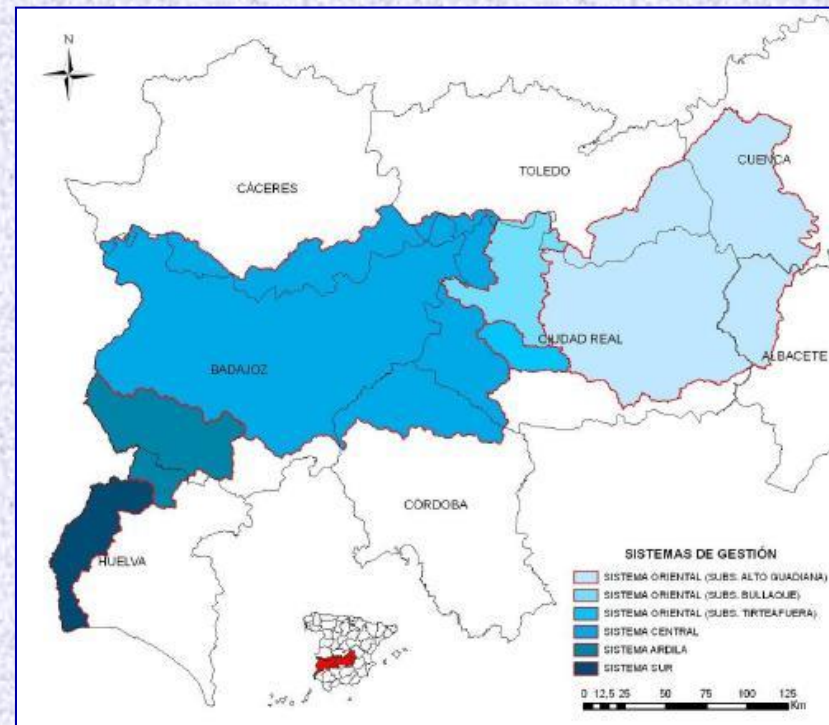 N
CUENCA
TOLEDO
CÁCERES
CIUDAD REAL
ALBACETE
BADAJOZ
CÓRDOBA
HUELVA
SISTEMAS DE GESTIÓN
SISTEMA ORIENTAL (SUBS. ALTO GUADIANA)
SISTEMA ORIENTAL (SUBS. BULLAQUE)
SISTEMA ORIENTAL (SUBS. TIRTEAFUERA)
SISTEMA CENTRAL
SISTEMA ARDILA
SISTEMA SUR
0 12,5 25 50 75 100 125
Km